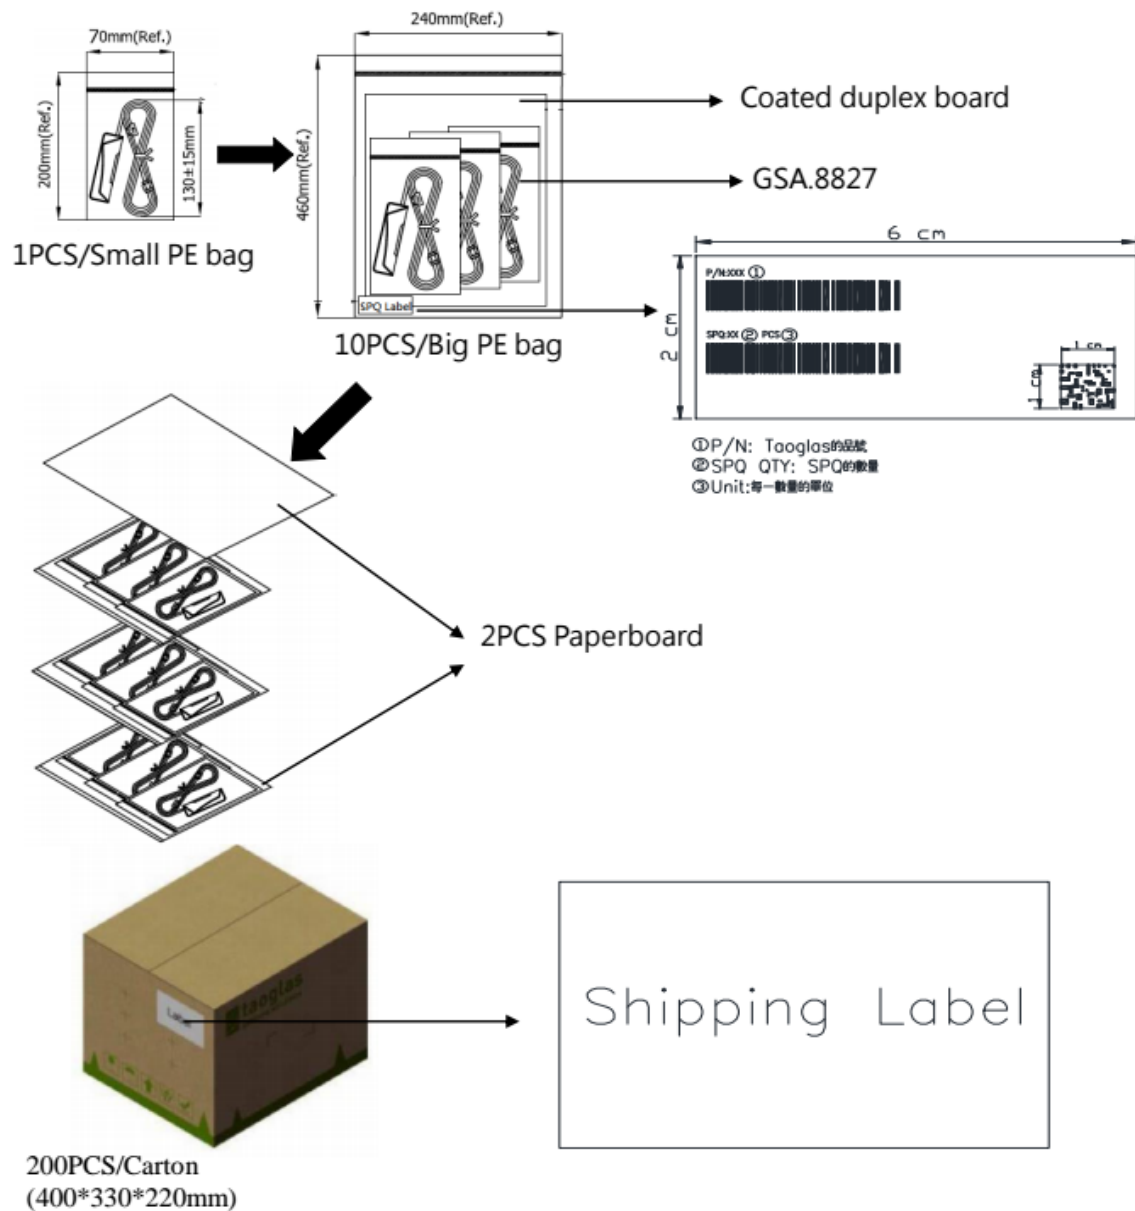 240mm(Ref.)
70mm(Ref.)
200mm(Ref.)
130±15mm
460mm(Ref.)
Coated duplex board
GSA.8827
1PCS/Small PE bag
SPQ Label
10PCS/Big PE bag
6 cm
2 cm
P/N:XXX ①
SPQ:XX ② PCS③
1 cm
1 cm
①P/N: Taoglas的品號
②SPQ QTY: SPQ的數量
③Unit:每一數量的單位
2PCS Paperboard
taoglas
Label
Shipping Label
200PCS/Carton
(400*330*220mm)